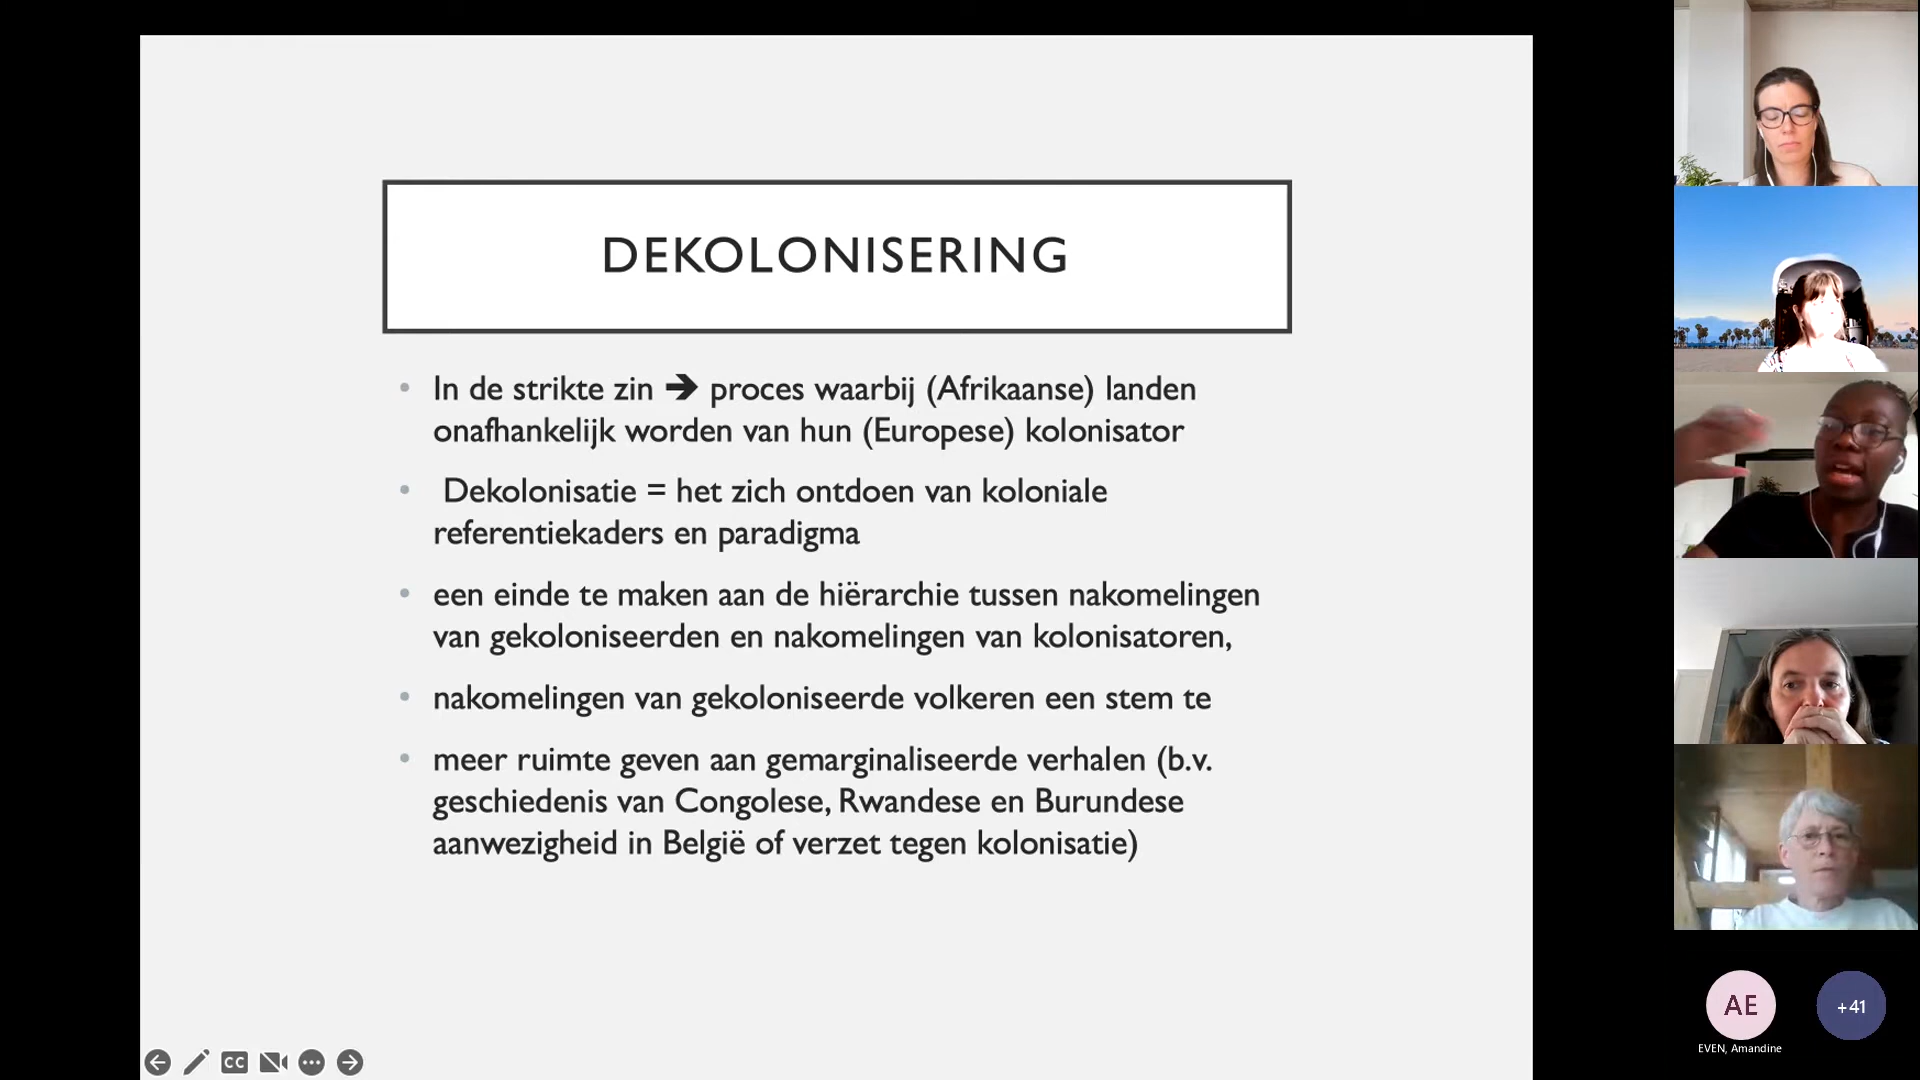 DEKOLONISERING
In de strikte zin ➔ proces waarbij (Afrikaanse) landen
onafhankelijk worden van hun (Europese) kolonisator
Dekolonisatie = het zich ontdoen van koloniale
referentiekaders en paradigma
een einde te maken aan de hiërarchie tussen nakomelingen
van gekoloniseerden en nakomelingen van kolonisatoren,
nakomelingen van gekoloniseerde volkeren een stem te
meer ruimte geven aan gemarginaliseerde verhalen (b.v.
geschiedenis van Congolese, Rwandese en Burundese
aanwezigheid in België of verzet tegen kolonisatie)
CC
AE
+41
EVEN, Amandine